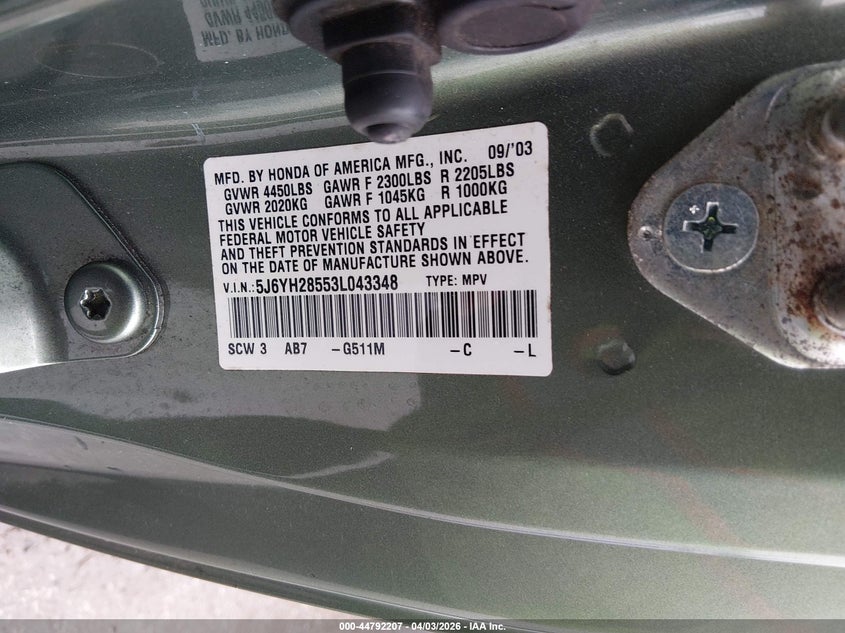 MFD. BY HONDA OF AMERICA MFG., INC. 09/'03
GVWR 4450LBS GAWR F 2300LBS R 2205LBS
GVWR 2020KG GAWR F 1045KG R 1000KG
THIS VEHICLE CONFORMS TO ALL APPLICABLE
FEDERAL MOTOR VEHICLE SAFETY
AND THEFT PREVENTION STANDARDS IN EFFECT
ON THE DATE OF MANUFACTURE SHOWN ABOVE.
V.I.N.: 5J6YH28553L043348 TYPE: MPV
SCW 3 AB7 -G511M -C -L
000-44792207 - 04/03/2026 - IAA Inc.